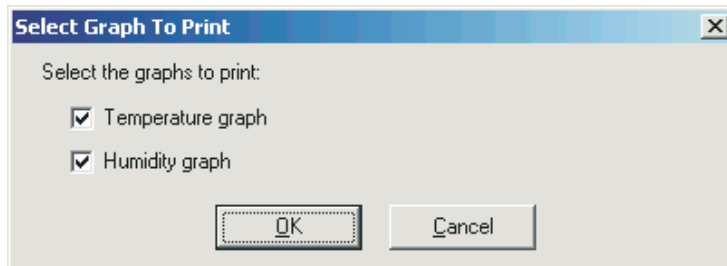 Select Graph To Print
Select the graphs to print:
Temperature graph
Humidity graph
OK Cancel